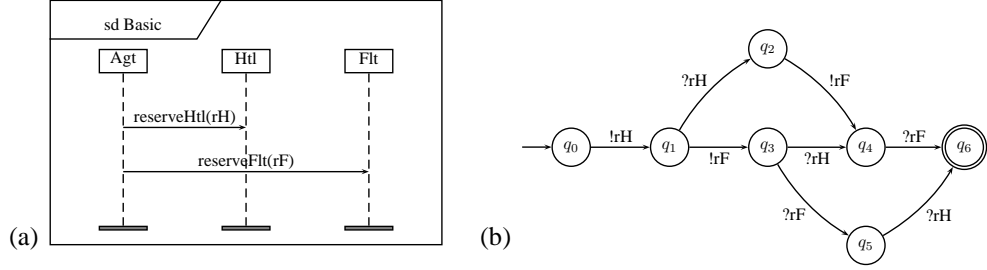 sd Basic
Agt Htl Flt
reserveHtl(rH)
reserveFlt(rF)
(a)
q2
?rH !rF
q0 !rH q1 !rF q3 ?rH q4 ?rF q6
?rF ?rH
q5
(b)